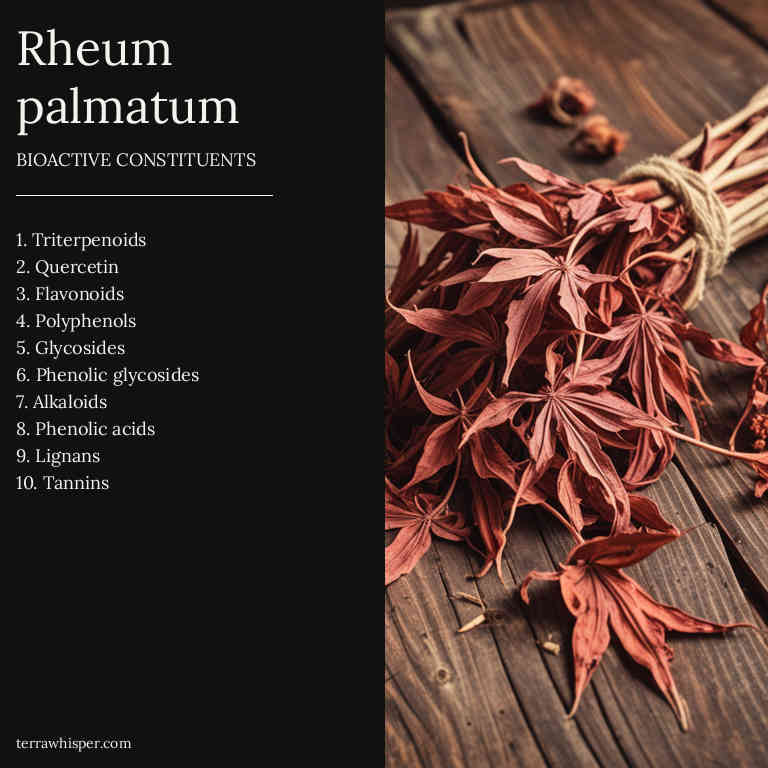 Rheum
palmatum
BIOACTIVE CONSTITUENTS
1. Triterpenoids
2. Quercetin
3. Flavonoids
4. Polyphenols
5. Glycosides
6. Phenolic glycosides
7. Alkaloids
8. Phenolic acids
9. Lignans
10. Tannins
terrawhisper.com